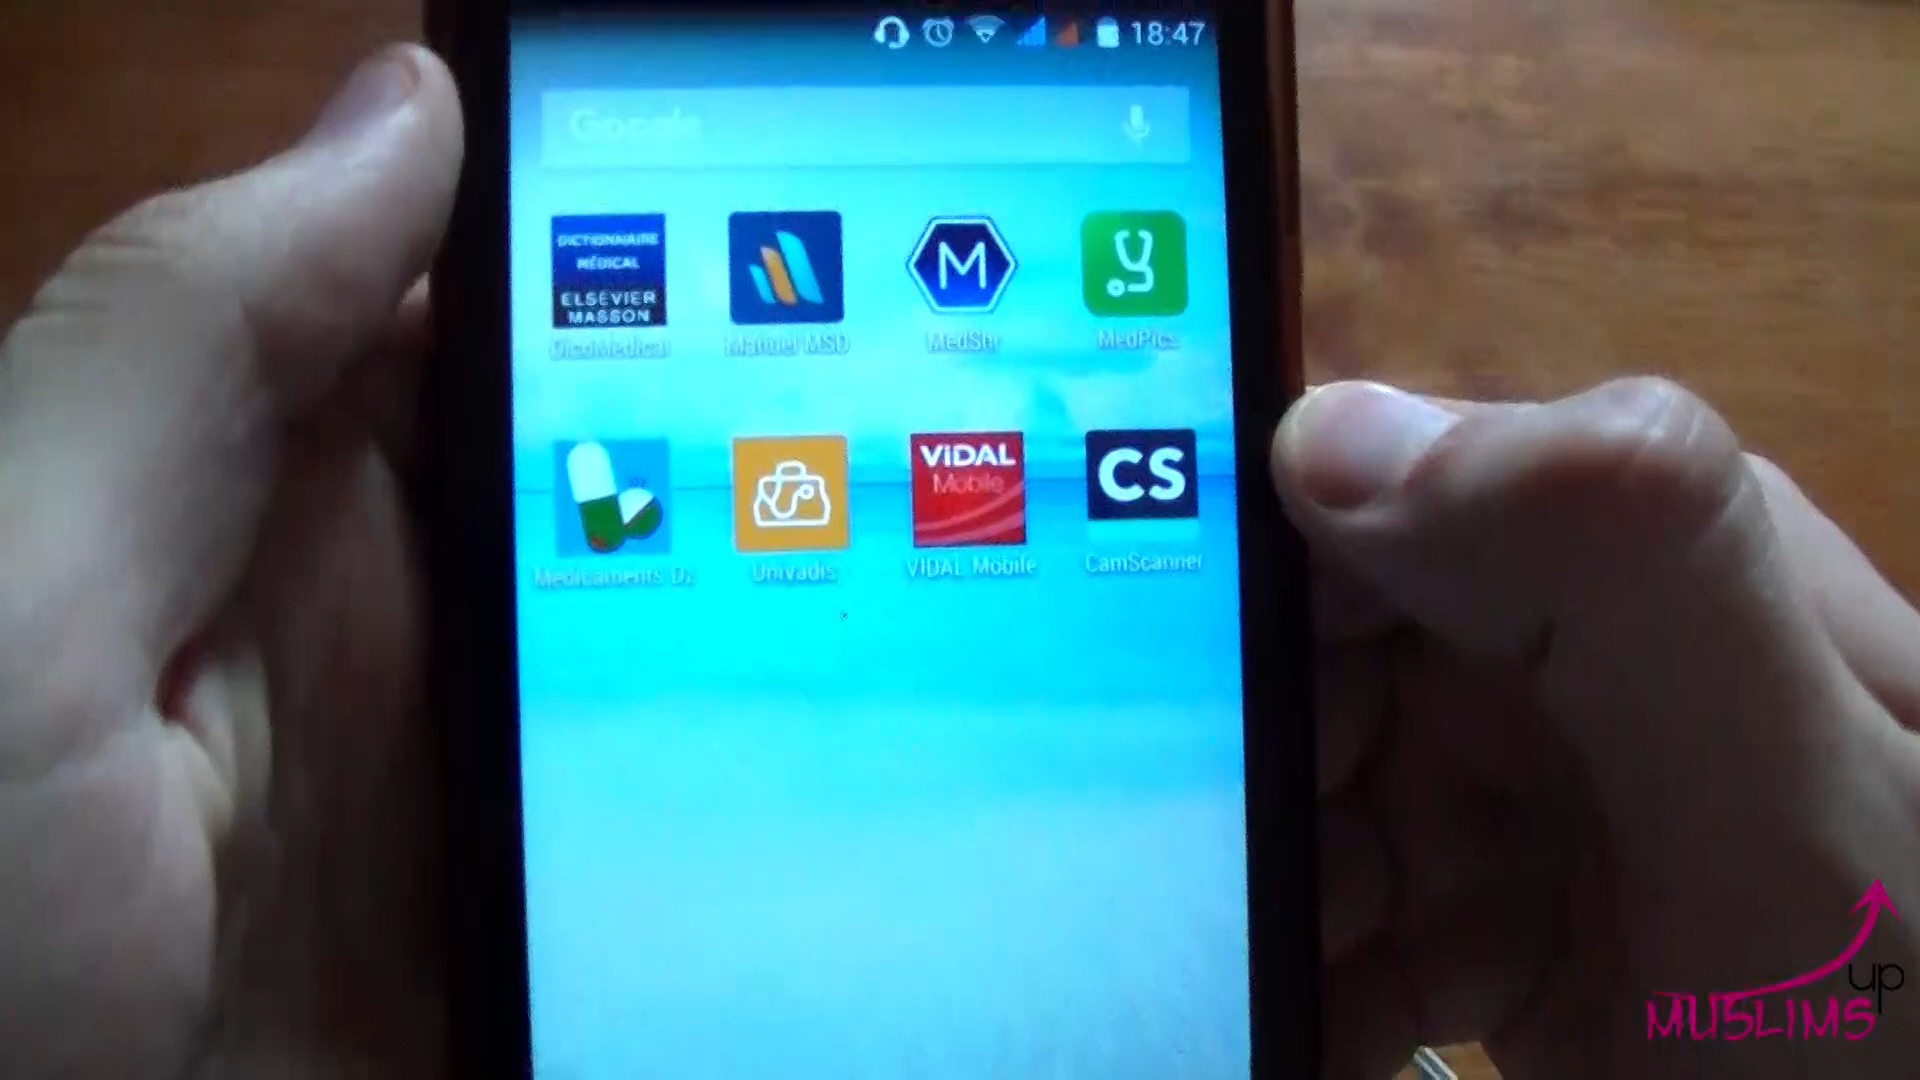 18:47
Google
DICTIONNAIRE
MÉDICAL
ELSEVIER
MASSON
DicoMedical
Manuel MSD
M
MedShr
MedPics
Medicaments Dz
Univadis
ViDAL
Mobile
VIDAL Mobile
CS
CamScanner
up
MUSLIMS